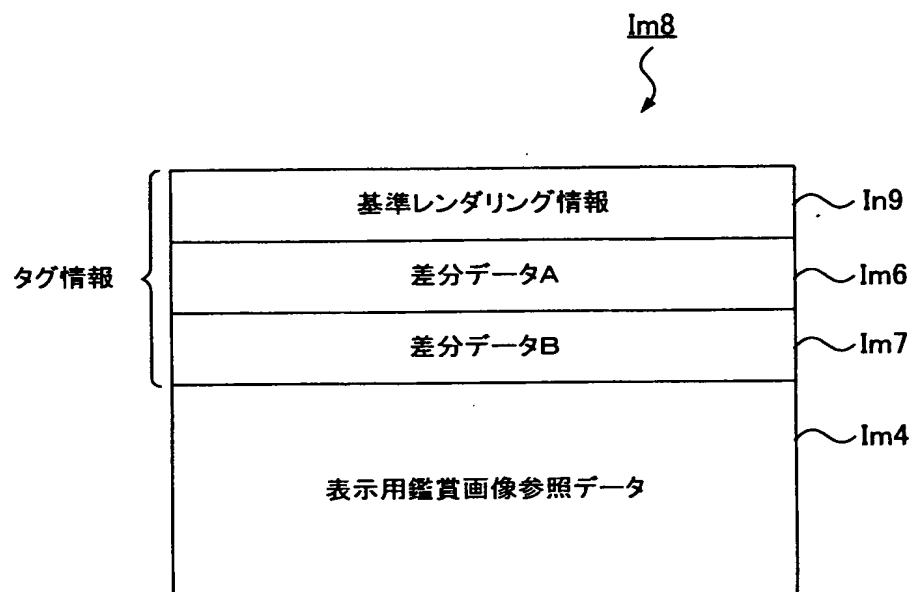 Im8
基準レンダリング情報
In9
タグ情報
差分データA
Im6
差分データB
Im7
Im4
表示用鑑賞画像参照データ